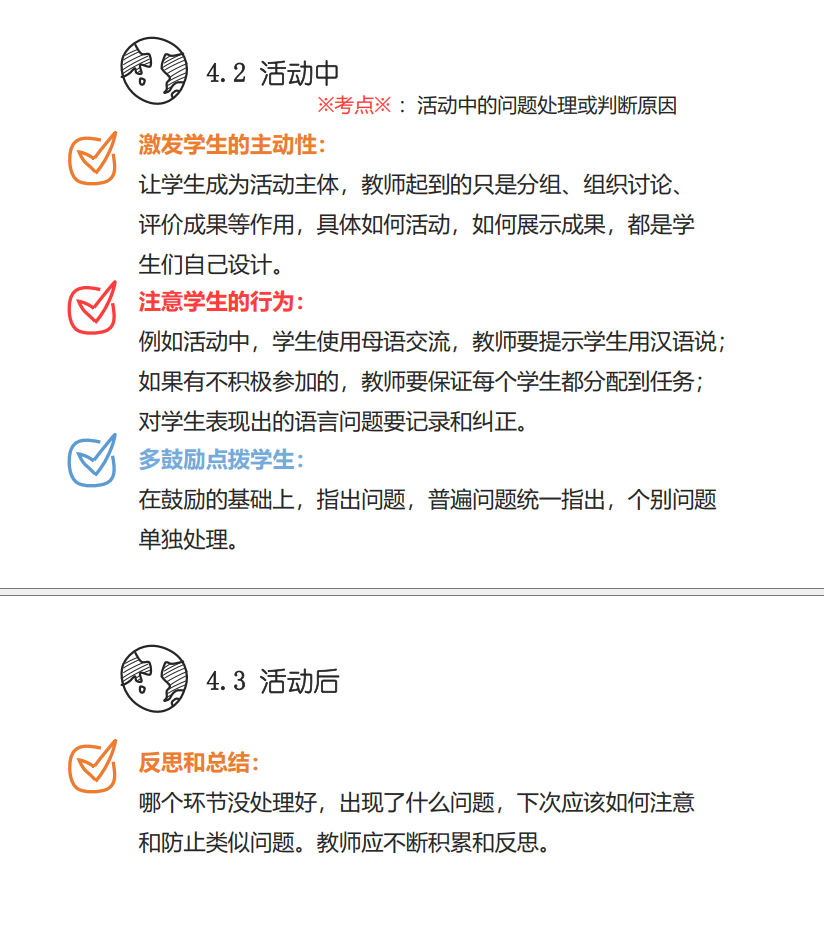 4.2 活动中
※考点※：活动中的问题处理或判断原因
激发学生的主动性：
让学生成为活动主体，教师起到的只是分组、组织讨论、
评价成果等作用，具体如何活动，如何展示成果，都是学
生们自己设计。
注意学生的行为：
例如活动中，学生使用母语交流，教师要提示学生用汉语说；
如果有不积极参加的，教师要保证每个学生都分配到任务；
对学生表现出的语言问题要记录和纠正。
多鼓励点拨学生：
在鼓励的基础上，指出问题，普遍问题统一指出，个别问题
单独处理。
4.3 活动后
反思和总结：
哪个环节没处理好，出现了什么问题，下次应该如何注意
和防止类似问题。教师应不断积累和反思。